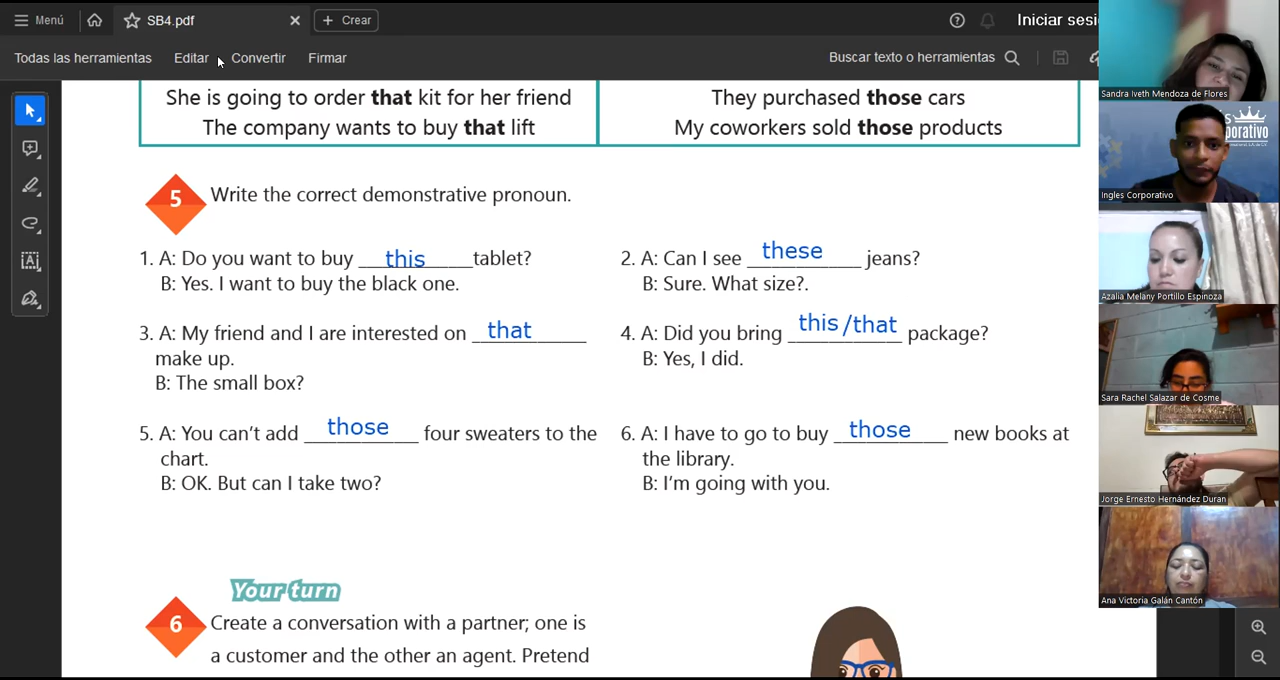 Menú
SB4.pdf
+ Crear
Iniciar sesi
Todas las herramientas
Editar
Convertir
Firmar
Buscar texto o herramientas
She is going to order that kit for her friend
The company wants to buy that lift
They purchased those cars
My coworkers sold those products
5
Write the correct demonstrative pronoun.
1. A: Do you want to buy this tablet?
B: Yes. I want to buy the black one.
2. A: Can I see these jeans?
B: Sure. What size?.
3. A: My friend and I are interested on that
make up.
B: The small box?
4. A: Did you bring this/that package?
B: Yes, I did.
5. A: You can't add those four sweaters to the
chart.
B: OK. But can I take two?
6. A: I have to go to buy those new books at
the library.
B: I'm going with you.
Your turn
6
Create a conversation with a partner; one is
a customer and the other an agent. Pretend
Sandra Iveth Mendoza de Flores
Ingles Corporativo
Azalia Melany Portillo Espinoza
Sara Rachel Salazar de Cosme
Jorge Ernesto Hernández Duran
Ana Victoria Galán Cantón